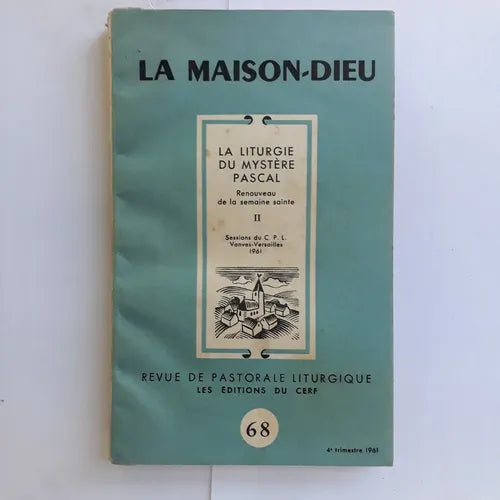 LA MAISON-DIEU
LA LITURGIE
DU MYSTÈRE
PASCAL
Renouveau
de la semaine sainte
II
Sessions du C. P. L.
Vanves-Versailles
1961
REVUE DE PASTORALE LITURGIQUE
LES ÉDITIONS DU CERF
68
4e trimestre 1961